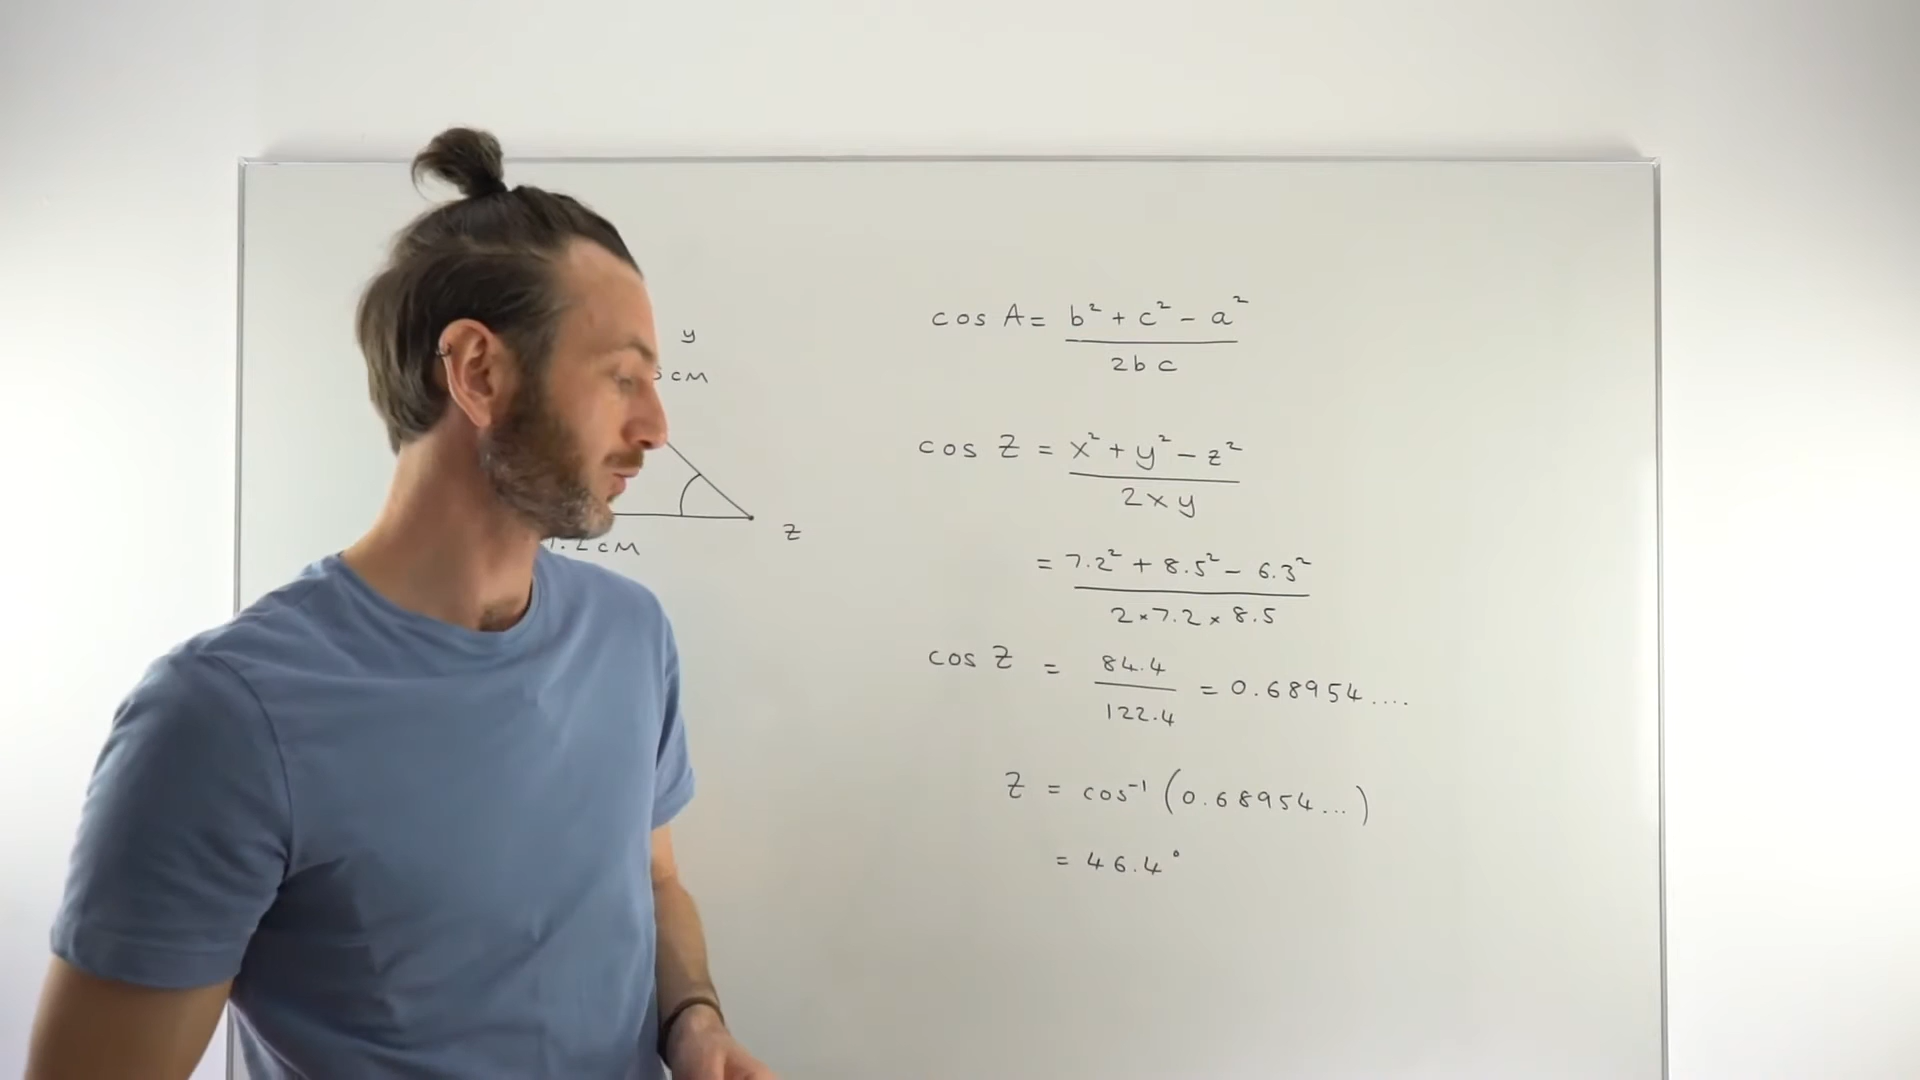 y
cm
z
cm
cos A = b² + c² - a²
2bc
cos Z = x² + y² - z²
2xy
= 7.2² + 8.5² - 6.3²
2×7.2×8.5
cos Z = 84.4 = 0.68954....
122.4
Z = cos⁻¹(0.68954...)
= 46.4°